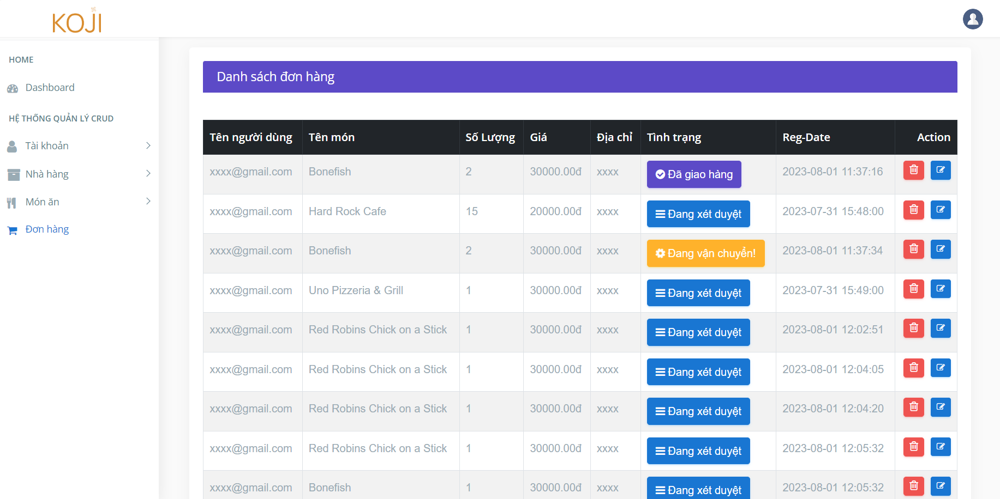 KOJI
HOME
Dashboard
HỆ THỐNG QUẢN LÝ CRUD
Tài khoản
Nhà hàng
Món ăn
Đơn hàng
Danh sách đơn hàng
Tên người dùng Tên món Số Lượng Giá Địa chỉ Tình trạng Reg-Date Action
xxxx@gmail.com Bonefish 2 30000.00đ xxxx Đã giao hàng 2023-08-01 11:37:16
xxxx@gmail.com Hard Rock Cafe 15 20000.00đ xxxx Đang xét duyệt 2023-07-31 15:48:00
xxxx@gmail.com Bonefish 2 30000.00đ xxxx Đang vận chuyển! 2023-08-01 11:37:34
xxxx@gmail.com Uno Pizzeria & Grill 1 30000.00đ xxxx Đang xét duyệt 2023-07-31 15:49:00
xxxx@gmail.com Red Robins Chick on a Stick 1 30000.00đ xxxx Đang xét duyệt 2023-08-01 12:02:51
xxxx@gmail.com Red Robins Chick on a Stick 1 30000.00đ xxxx Đang xét duyệt 2023-08-01 12:04:05
xxxx@gmail.com Red Robins Chick on a Stick 1 30000.00đ xxxx Đang xét duyệt 2023-08-01 12:04:20
xxxx@gmail.com Red Robins Chick on a Stick 1 30000.00đ xxxx Đang xét duyệt 2023-08-01 12:05:32
xxxx@gmail.com Bonefish 1 30000.00đ xxxx Đang xét duyệt 2023-08-01 12:05:32